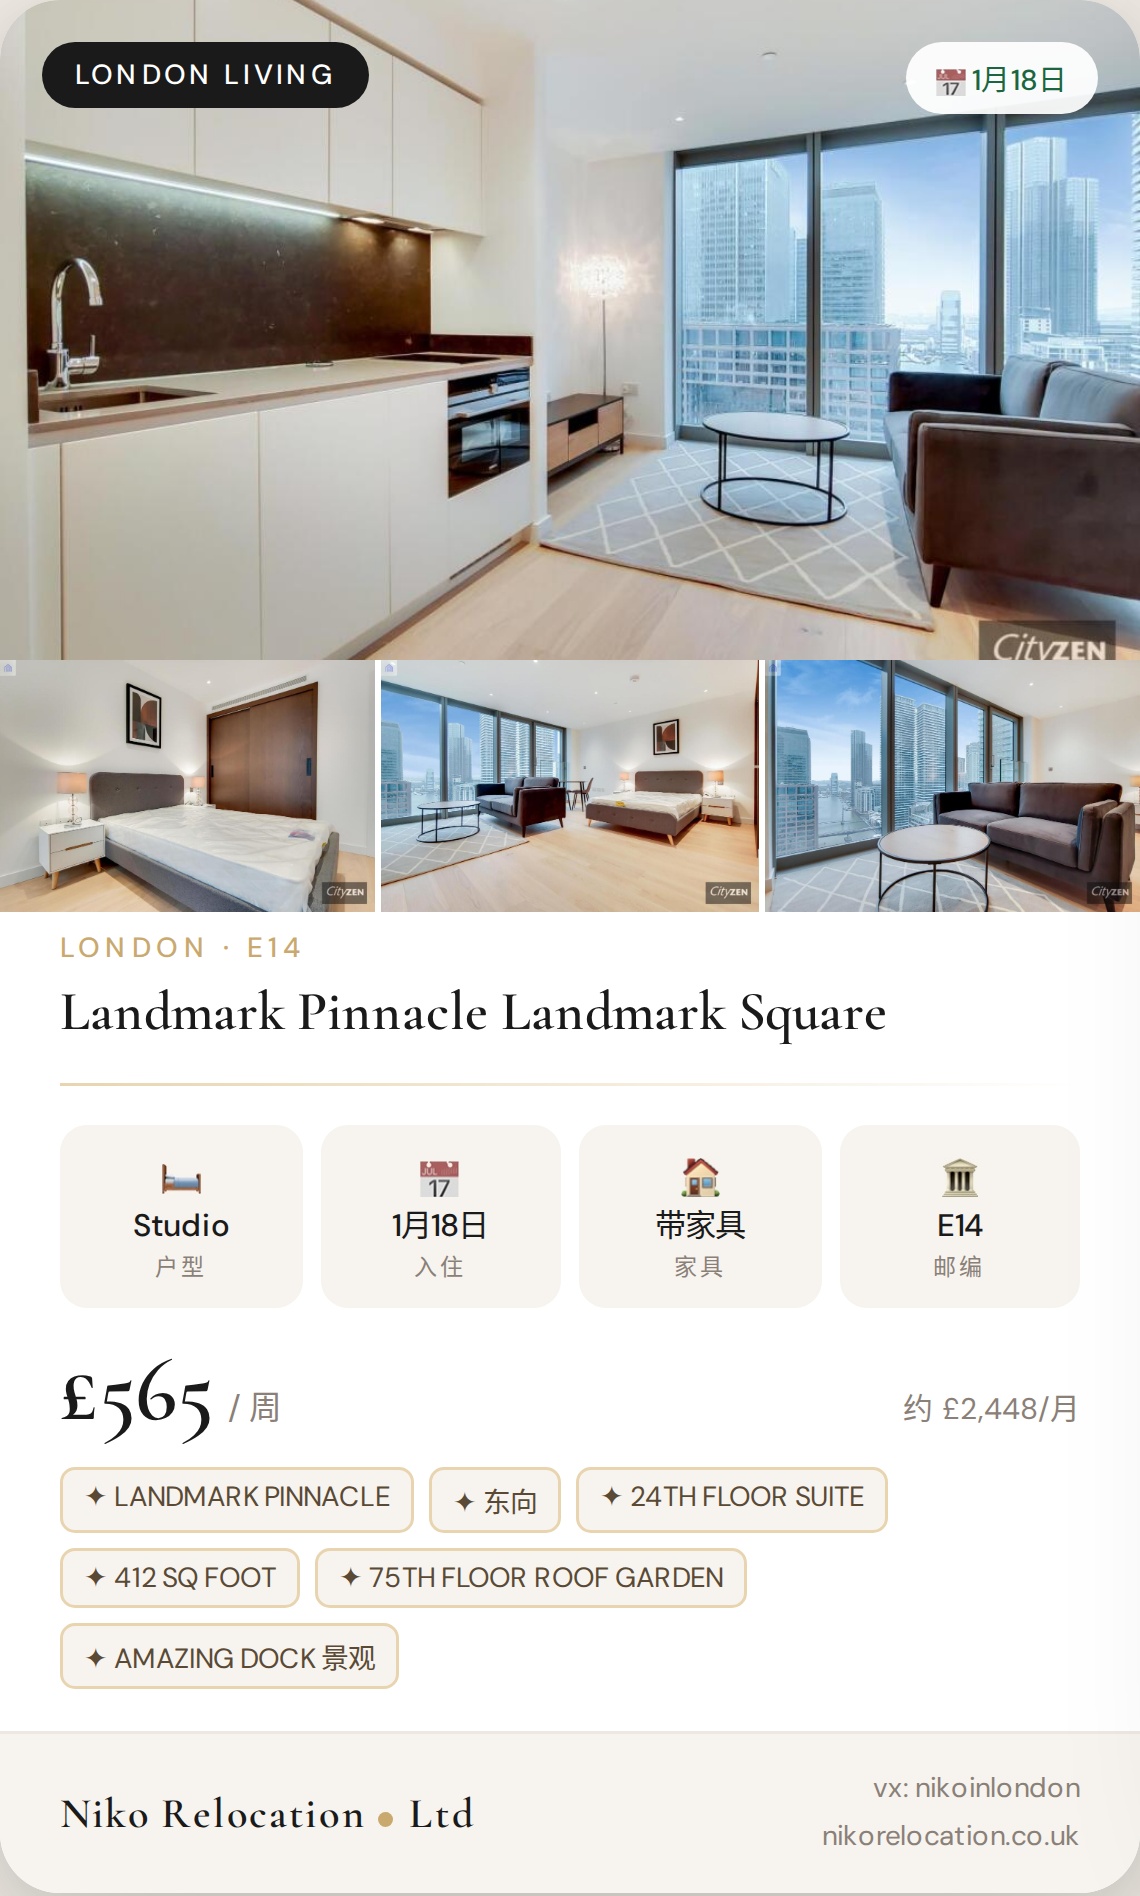 LONDON LIVING
1月18日
CityZEN
CityZEN
CityZEN
CityZEN
LONDON · E14
Landmark Pinnacle Landmark Square
Studio
户型
1月18日
入住
带家具
家具
E14
邮编
£565 / 周
约 £2,448/月
✦ LANDMARK PINNACLE
✦ 东向
✦ 24TH FLOOR SUITE
✦ 412 SQ FOOT
✦ 75TH FLOOR ROOF GARDEN
✦ AMAZING DOCK 景观
Niko Relocation Ltd
vx: nikoinlondon
nikorelocation.co.uk